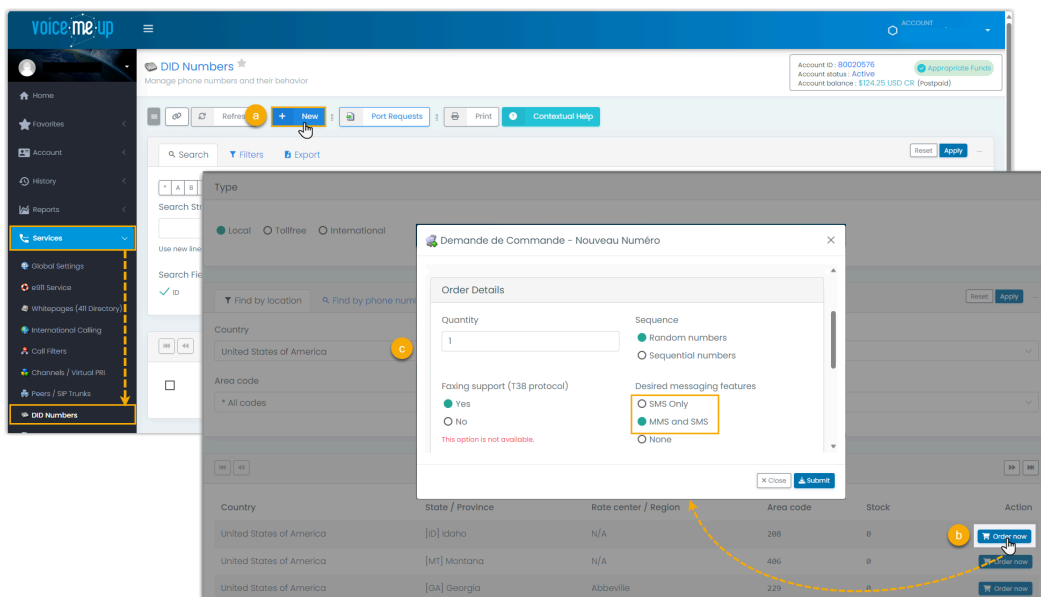 voice me up
ACCOUNT
DID Numbers
Manage phone numbers and their behavior
Account ID : 80020576
Account status : Active
Account balance : $124.25 USD CR (Postpaid)
Appropriate Funds
Home
Favorites
Account
History
Reports
Services
Global Settings
e911 Service
Whitepages (411 Directory)
International Calling
Call Filters
Channels / Virtual PRI
Peers / SIP Trunks
DID Numbers
Refres
a
+ New
Port Requests
Print
Contextual Help
Search
Filters
Export
Reset
Apply
* A B
Search St
Use new line
Search Fie
ID
Type
Local
Tollfree
International
Find by location
Find by phone num
Reset
Apply
Country
United States of America
Area code
* All codes
c
Demande de Commande - Nouveau Numéro
Order Details
Quantity
1
Sequence
Random numbers
Sequential numbers
Faxing support (T38 protocol)
Yes
No
This option is not available.
Desired messaging features
SMS Only
MMS and SMS
None
× Close
Submit
Country State / Province Rate center / Region Area code Stock Action
United States of America [ID] Idaho N/A 208 0 b Order now
United States of America [MT] Montana N/A 406 0 Order now
United States of America [GA] Georgia Abbeville 229 0 Order now